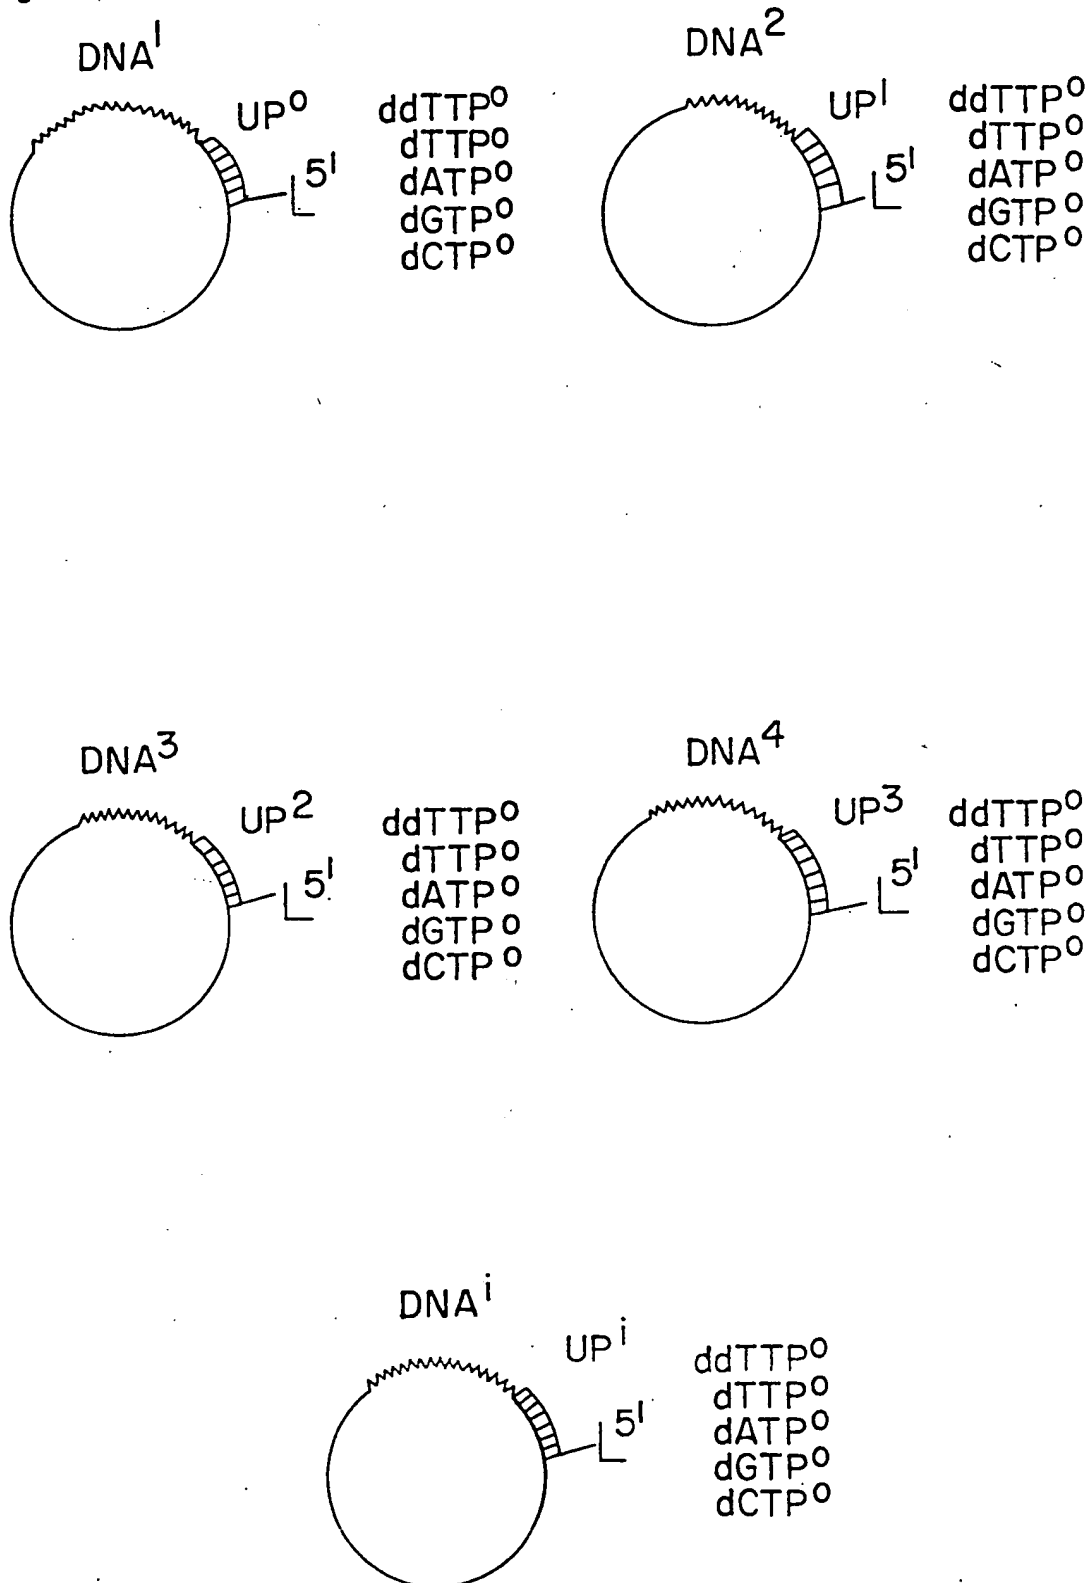 DNA¹
UP⁰
L 5'
ddTTP⁰
dTTP⁰
dATP⁰
dGTP⁰
dCTP⁰
DNA²
UP¹
L 5'
ddTTP⁰
dTTP⁰
dATP⁰
dGTP⁰
dCTP⁰
DNA³
UP²
L 5'
ddTTP⁰
dTTP⁰
dATP⁰
dGTP⁰
dCTP⁰
DNA⁴
UP³
L 5'
ddTTP⁰
dTTP⁰
dATP⁰
dGTP⁰
dCTP⁰
DNAⁱ
UPⁱ
L 5'
ddTTP⁰
dTTP⁰
dATP⁰
dGTP⁰
dCTP⁰